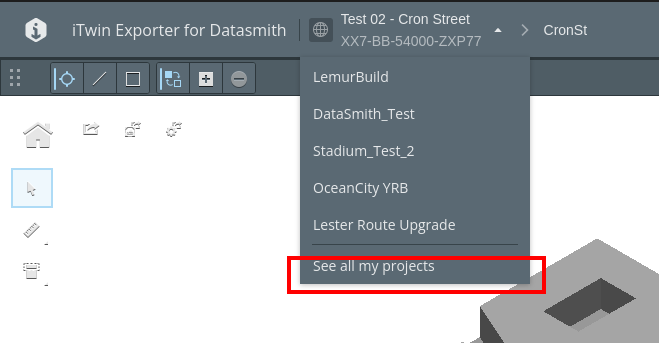 iTwin Exporter for Datasmith
Test 02 - Cron Street
XX7-BB-54000-ZXP77
CronSt
LemurBuild
DataSmith_Test
Stadium_Test_2
OceanCity YRB
Lester Route Upgrade
See all my projects